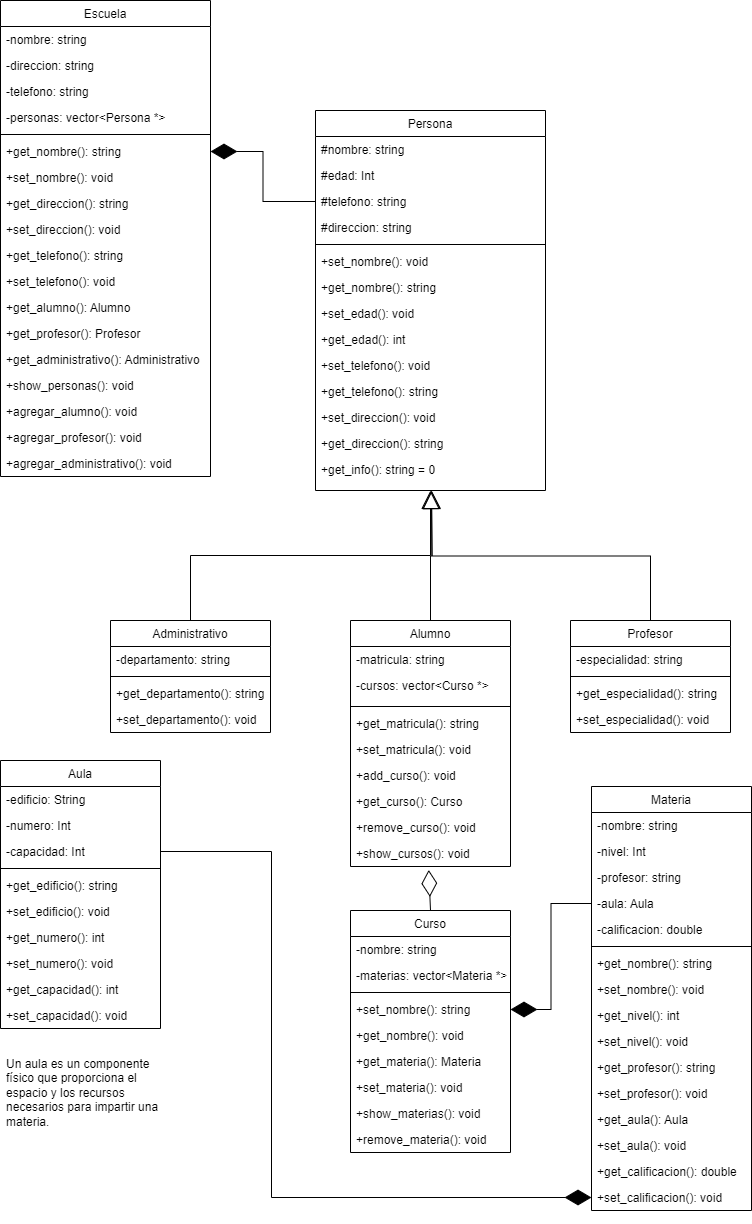 Escuela
-nombre: string
-direccion: string
-telefono: string
-personas: vector<Persona *>
+get_nombre(): string
+set_nombre(): void
+get_direccion(): string
+set_direccion(): void
+get_telefono(): string
+set_telefono(): void
+get_alumno(): Alumno
+get_profesor(): Profesor
+get_administrativo(): Administrativo
+show_personas(): void
+agregar_alumno(): void
+agregar_profesor(): void
+agregar_administrativo(): void
Persona
#nombre: string
#edad: Int
#telefono: string
#direccion: string
+set_nombre(): void
+get_nombre(): string
+set_edad(): void
+get_edad(): int
+set_telefono(): void
+get_telefono(): string
+set_direccion(): void
+get_direccion(): string
+get_info(): string = 0
Administrativo
-departamento: string
+get_departamento(): string
+set_departamento(): void
Alumno
-matricula: string
-cursos: vector<Curso *>
+get_matricula(): string
+set_matricula(): void
+add_curso(): void
+get_curso(): Curso
+remove_curso(): void
+show_cursos(): void
Profesor
-especialidad: string
+get_especialidad(): string
+set_especialidad(): void
Aula
-edificio: String
-numero: Int
-capacidad: Int
+get_edificio(): string
+set_edificio(): void
+get_numero(): int
+set_numero(): void
+get_capacidad(): int
+set_capacidad(): void
Un aula es un componente
físico que proporciona el
espacio y los recursos
necesarios para impartir una
materia.
Curso
-nombre: string
-materias: vector<Materia *>
+set_nombre(): string
+get_nombre(): void
+get_materia(): Materia
+set_materia(): void
+show_materias(): void
+remove_materia(): void
Materia
-nombre: string
-nivel: Int
-profesor: string
-aula: Aula
-calificacion: double
+get_nombre(): string
+set_nombre(): void
+get_nivel(): int
+set_nivel(): void
+get_profesor(): string
+set_profesor(): void
+get_aula(): Aula
+set_aula(): void
+get_calificacion(): double
+set_calificacion(): void